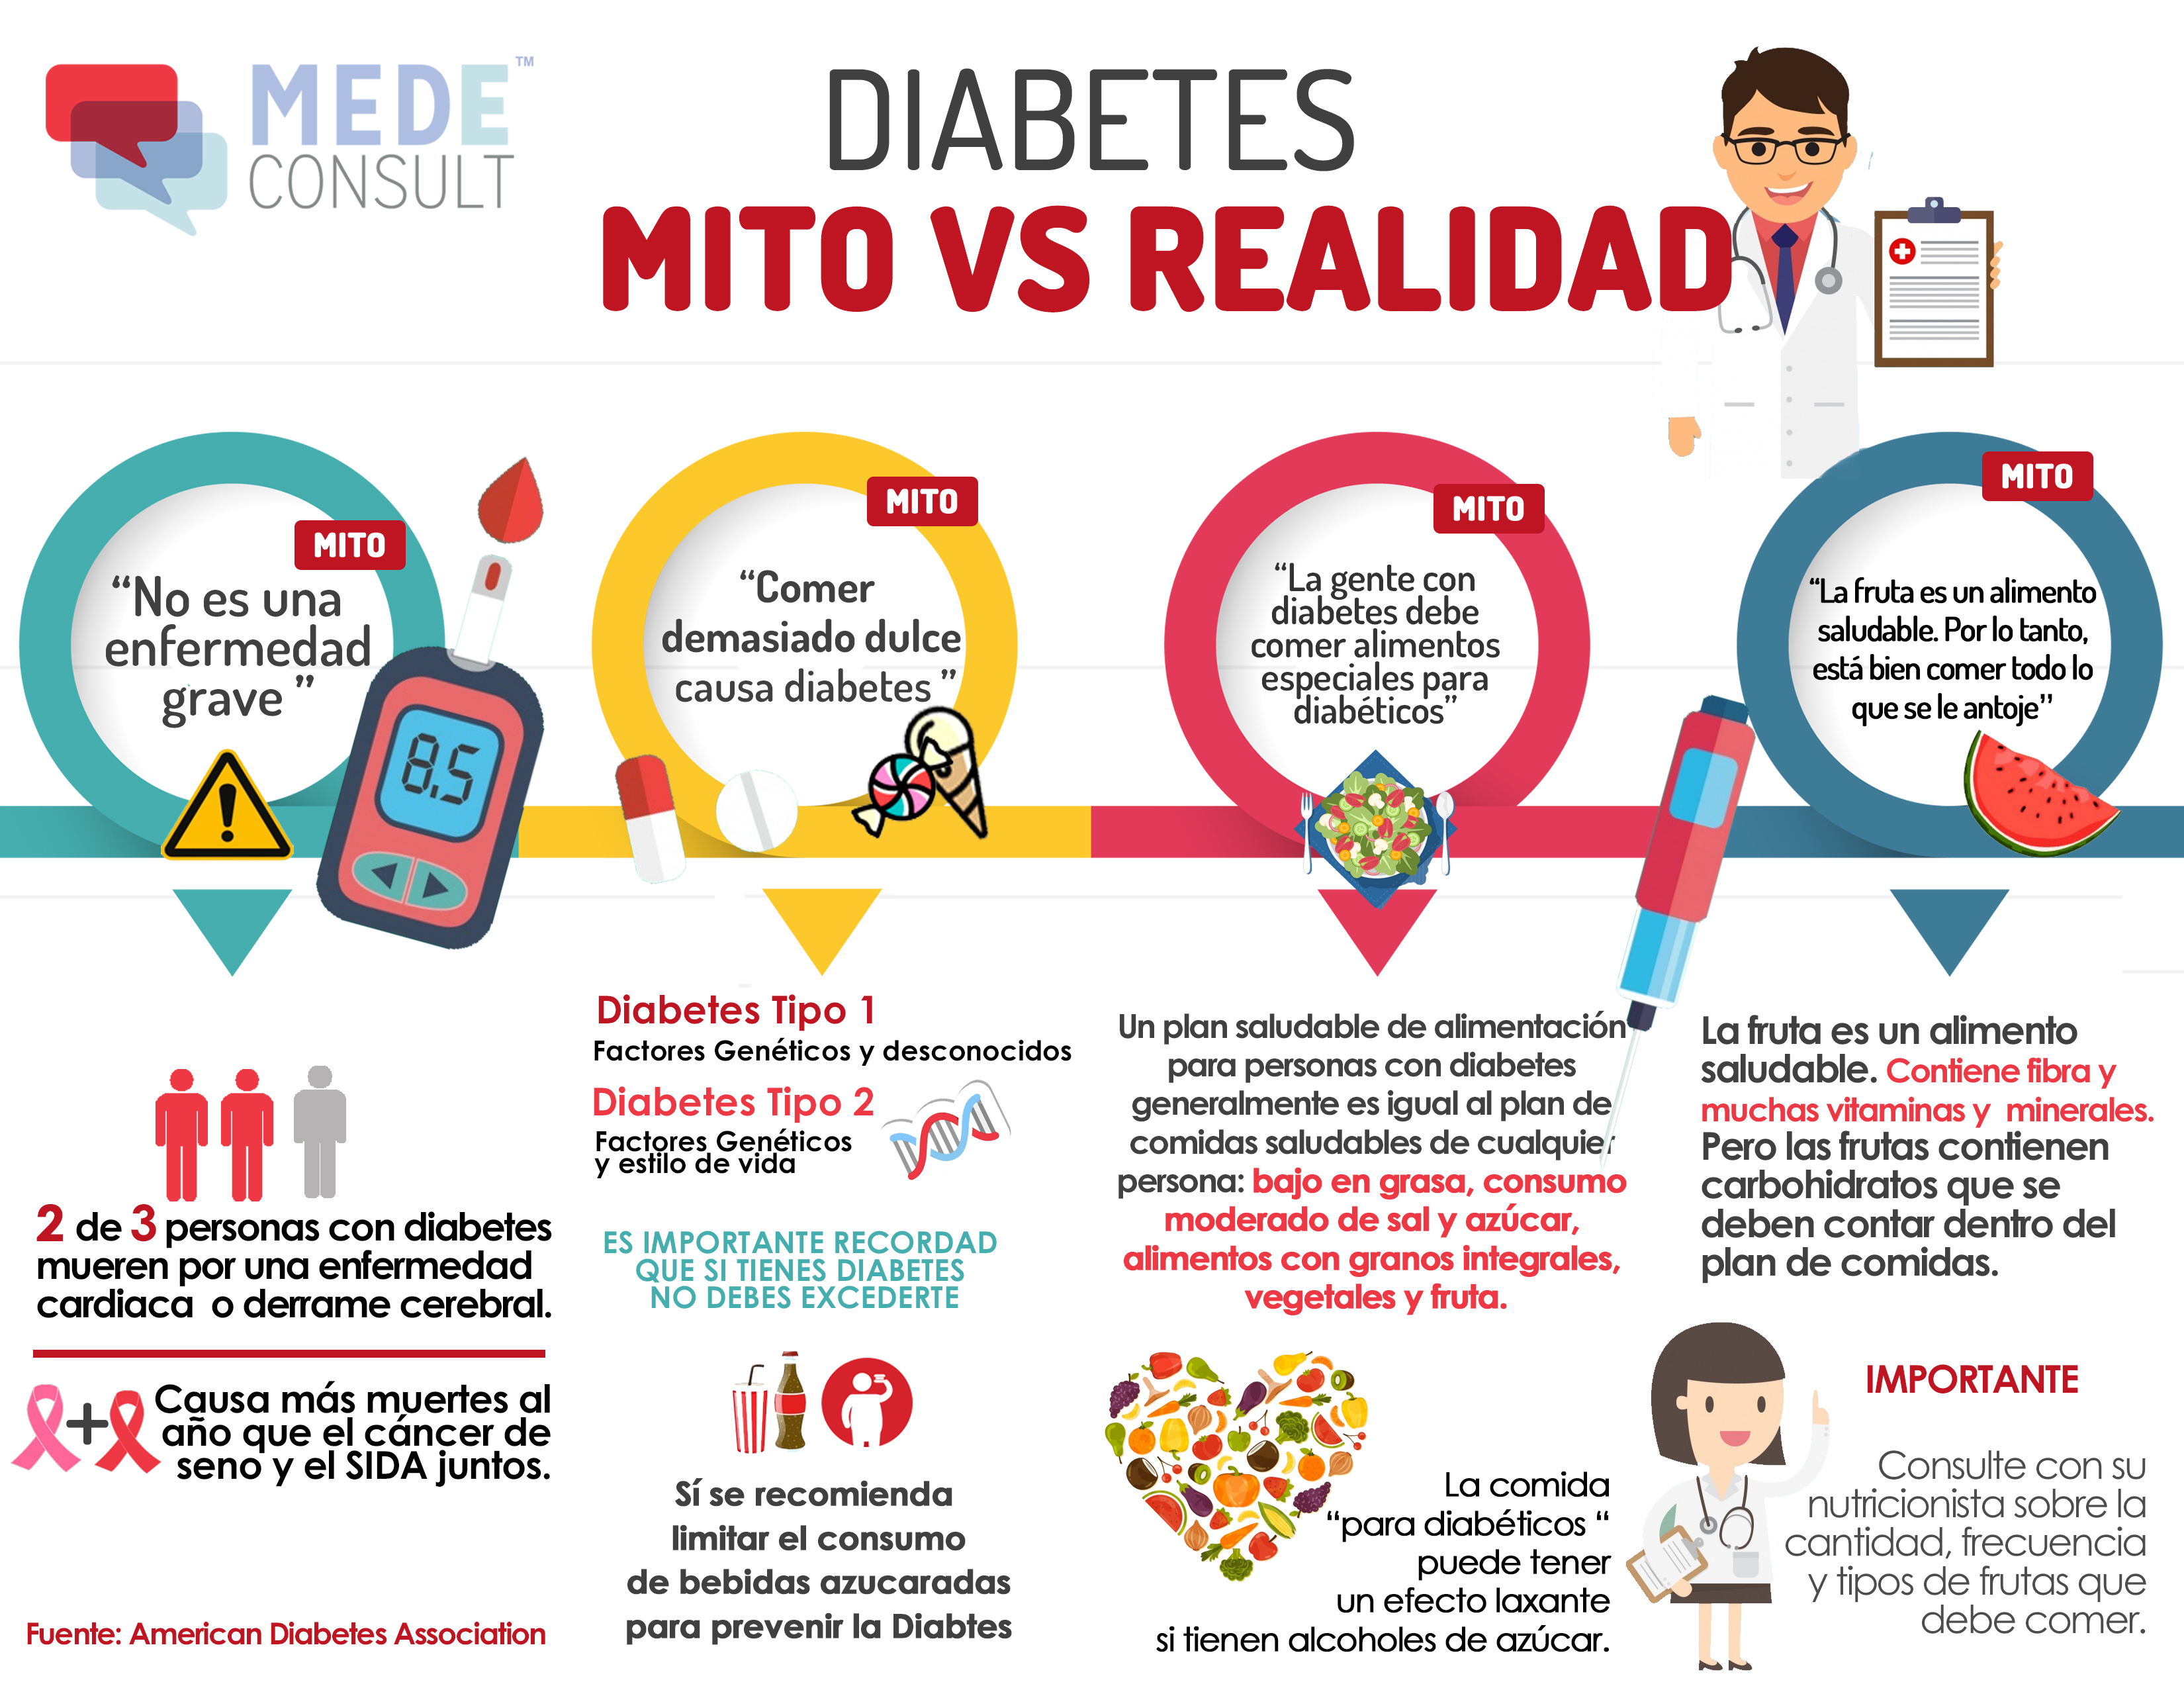 MEDE™
CONSULT
DIABETES
MITO VS REALIDAD
MITO
“No es una
enfermedad
grave ”
8.5
MITO
“Comer
demasiado dulce
causa diabetes ”
MITO
“La gente con
diabetes debe
comer alimentos
especiales para
diabéticos”
MITO
“La fruta es un alimento
saludable. Por lo tanto,
está bien comer todo lo
que se le antoje”
2 de 3 personas con diabetes
mueren por una enfermedad
cardiaca o derrame cerebral.
+
Causa más muertes al
año que el cáncer de
seno y el SIDA juntos.
Fuente: American Diabetes Association
Diabetes Tipo 1
Factores Genéticos y desconocidos
Diabetes Tipo 2
Factores Genéticos
y estilo de vida
ES IMPORTANTE RECORDAD
QUE SI TIENES DIABETES
NO DEBES EXCEDERTE
Sí se recomienda
limitar el consumo
de bebidas azucaradas
para prevenir la Diabtes
Un plan saludable de alimentación
para personas con diabetes
generalmente es igual al plan de
comidas saludables de cualquier
persona: bajo en grasa, consumo
moderado de sal y azúcar,
alimentos con granos integrales,
vegetales y fruta.
La comida
“para diabéticos “
puede tener
un efecto laxante
si tienen alcoholes de azúcar.
La fruta es un alimento
saludable. Contiene fibra y
muchas vitaminas y minerales.
Pero las frutas contienen
carbohidratos que se
deben contar dentro del
plan de comidas.
IMPORTANTE
Consulte con su
nutricionista sobre la
cantidad, frecuencia
y tipos de frutas que
debe comer.